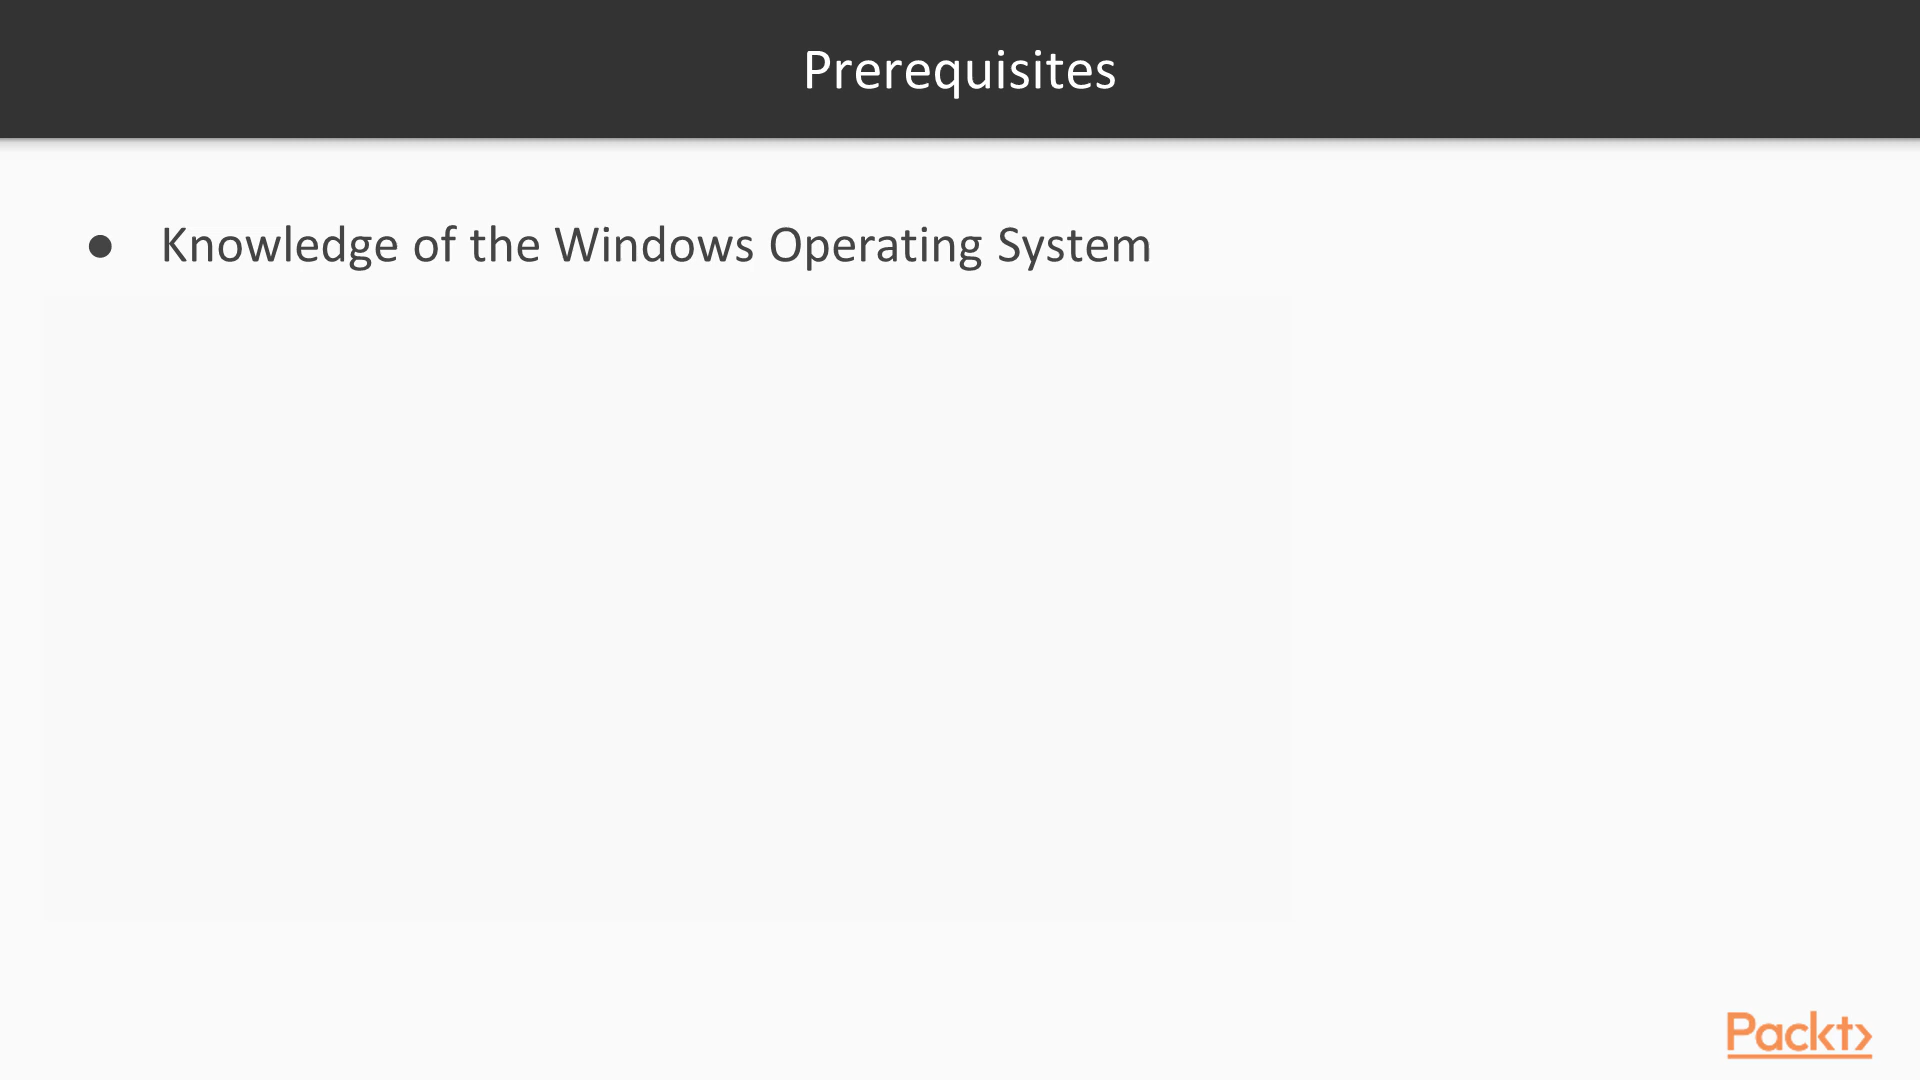 Prerequisites
● Knowledge of the Windows Operating System
Packt>